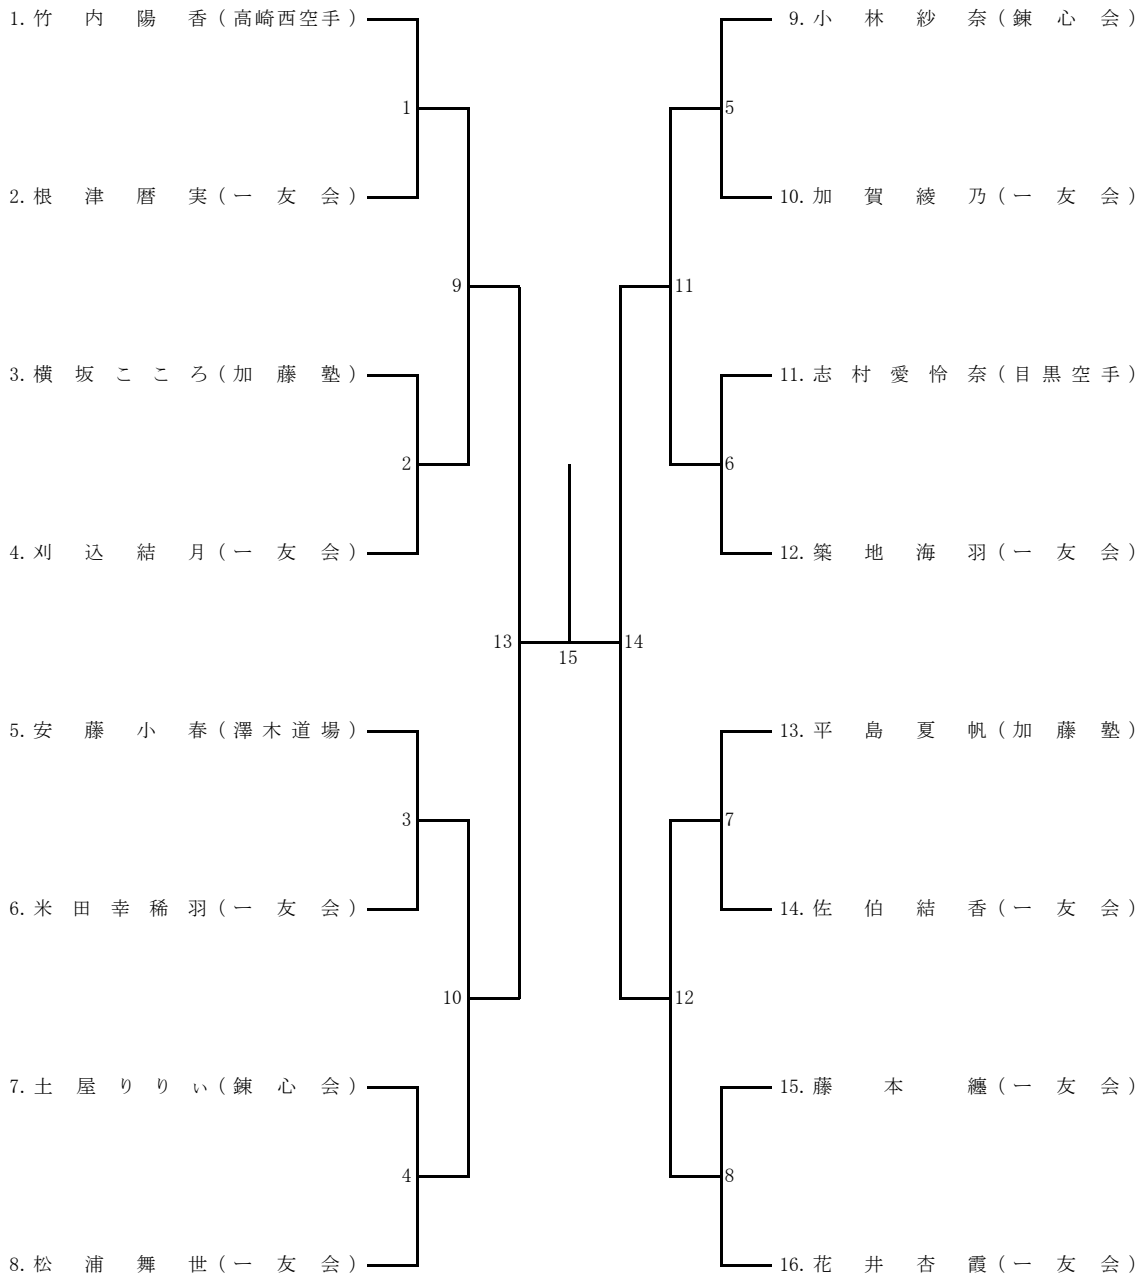 1. 竹内陽香(高崎西空手)
1
2. 根津暦実(一友会)
9
3. 横坂こころ(加藤塾)
2
4. 刈込結月(一友会)
13
5. 安藤小春(澤木道場)
3
6. 米田幸稀羽(一友会)
10
7. 土屋りりぃ(錬心会)
4
8. 松浦舞世(一友会)
15
9. 小林紗奈(錬心会)
5
10. 加賀綾乃(一友会)
11
11. 志村愛怜奈(目黒空手)
6
12. 築地海羽(一友会)
14
13. 平島夏帆(加藤塾)
7
14. 佐伯結香(一友会)
12
15. 藤本纏(一友会)
8
16. 花井杏霞(一友会)